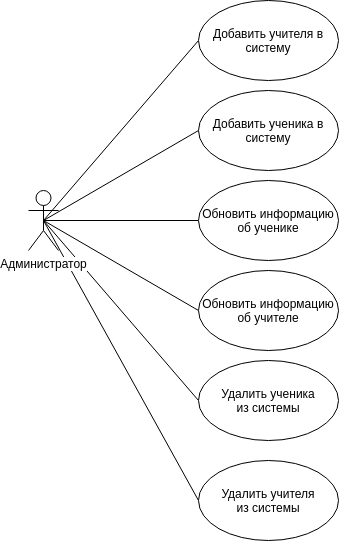 Добавить учителя в
систему
Добавить ученика в
систему
Обновить информацию
об ученике
Администратор
Обновить информацию
об учителе
Удалить ученика
из системы
Удалить учителя
из системы